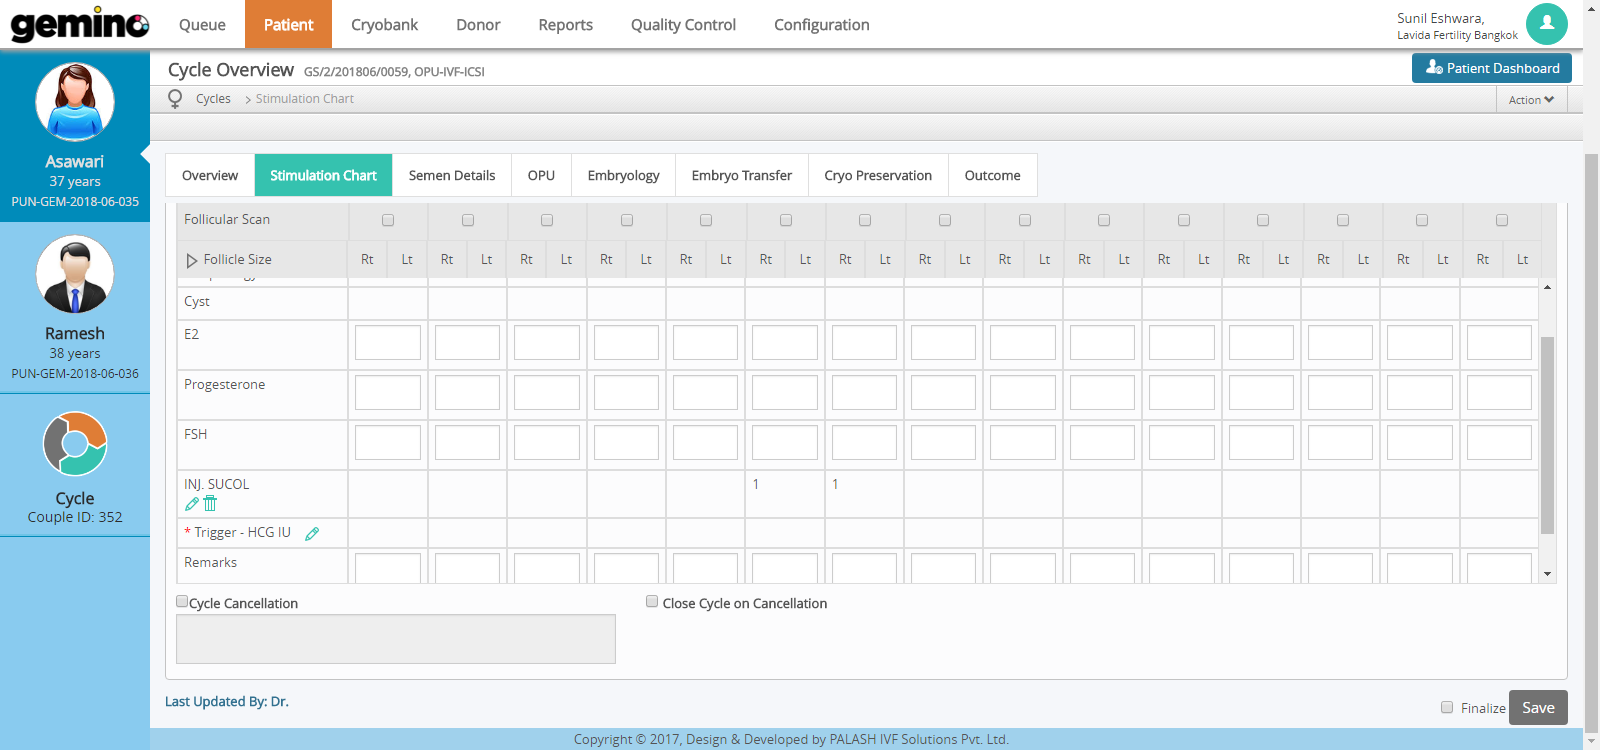 gemino
Queue Patient Cryobank Donor Reports Quality Control Configuration
Sunil Eshwara,
Lavida Fertility Bangkok
Cycle Overview GS/2/201806/0059, OPU-IVF-ICSI
Patient Dashboard
Cycles > Stimulation Chart
Action
Asawari
37 years
PUN-GEM-2018-06-035
Ramesh
38 years
PUN-GEM-2018-06-036
Cycle
Couple ID: 352
Overview Stimulation Chart Semen Details OPU Embryology Embryo Transfer Cryo Preservation Outcome
Follicular Scan
Follicle Size Rt Lt Rt Lt Rt Lt Rt Lt Rt Lt Rt Lt Rt Lt Rt Lt Rt Lt Rt Lt Rt Lt Rt Lt Rt Lt Rt Lt Rt Lt
Cyst
E2
Progesterone
FSH
INJ. SUCOL 1 1
* Trigger - HCG IU
Remarks
Cycle Cancellation Close Cycle on Cancellation
Last Updated By: Dr.
Finalize Save
Copyright © 2017, Design & Developed by PALASH IVF Solutions Pvt. Ltd.